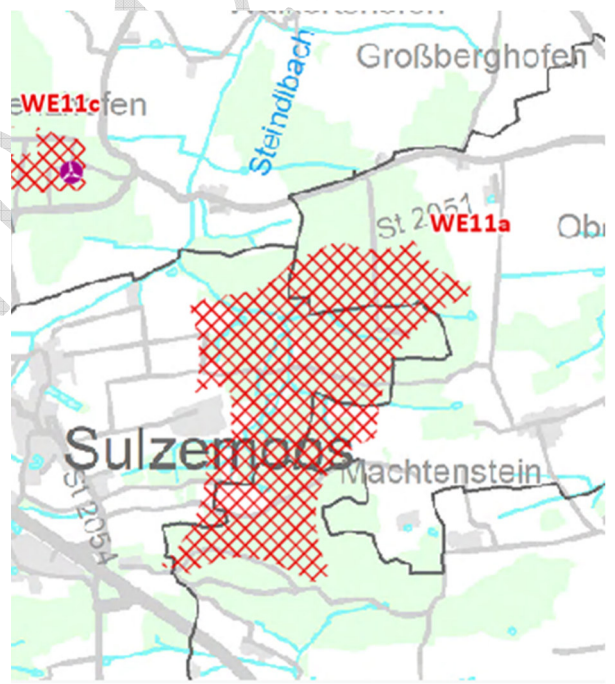 Großberghofen
WE11c
Steindlbach
St 2051
WE11a
Sulzemoos
Machtenstein
St 2054